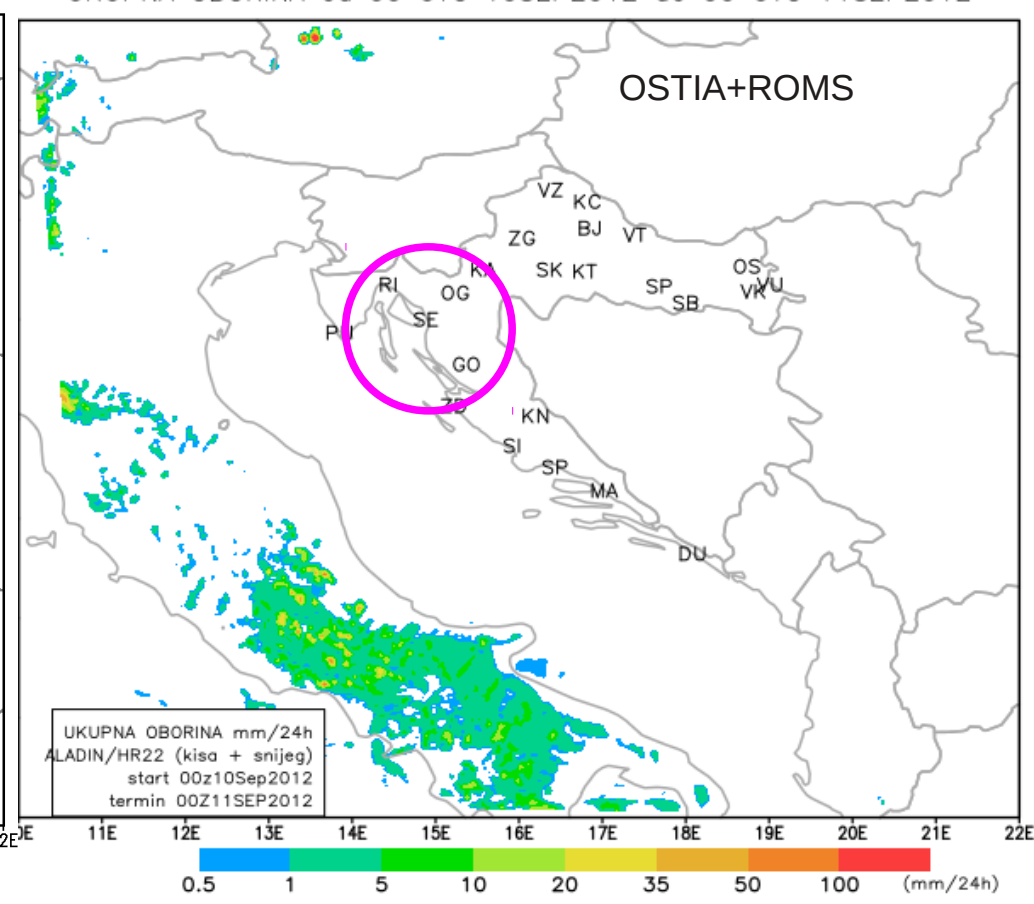 OSTIA+ROMS
VZ
KC
BJ
VT
ZG
KA
SK KT
OS
VU
VK
SP
SB
RI
OG
SE
PU
GO
ZD
KN
SI
SP
MA
DU
UKUPNA OBORINA mm/24h
ALADIN/HR22 (kisa + snijeg)
start 00z10Sep2012
termin 00Z11SEP2012
2E
0E 11E 12E 13E 14E 15E 16E 17E 18E 19E 20E 21E 22E
0.5 1 5 10 20 35 50 100 (mm/24h)